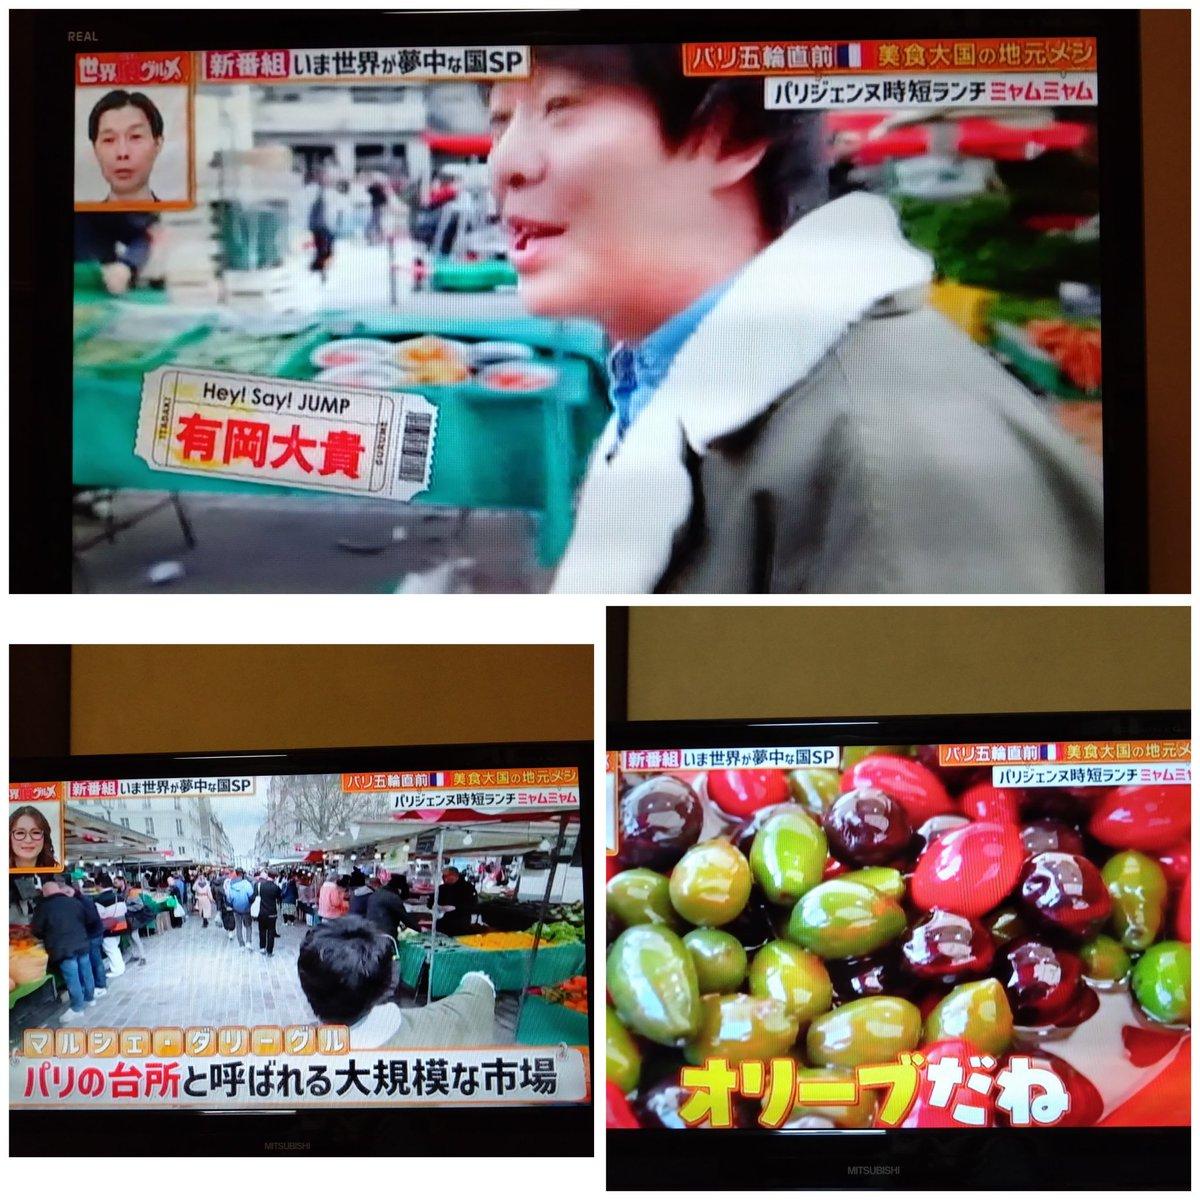 REAL
世界頂グルメ
新番組 いま世界が夢中な国SP
パリ五輪直前 美食大国の地元メシ
パリジェンヌ時短ランチ ミャムミャム
Hey! Say! JUMP
ITADAKI
有岡大貴
GURUME
世界頂グルメ
新番組 いま世界が夢中な国SP
パリ五輪直前 美食大国の地元メシ
パリジェンヌ時短ランチ ミャムミャム
マルシェ・ダリーグル
パリの台所と呼ばれる大規模な市場
MITSUBISHI
新番組 いま世界が夢中な国SP
パリ五輪直前 美食大国の地元メ
パリジェンヌ時短ランチ ミャムミャ
オリーブだね
MITSUBISHI